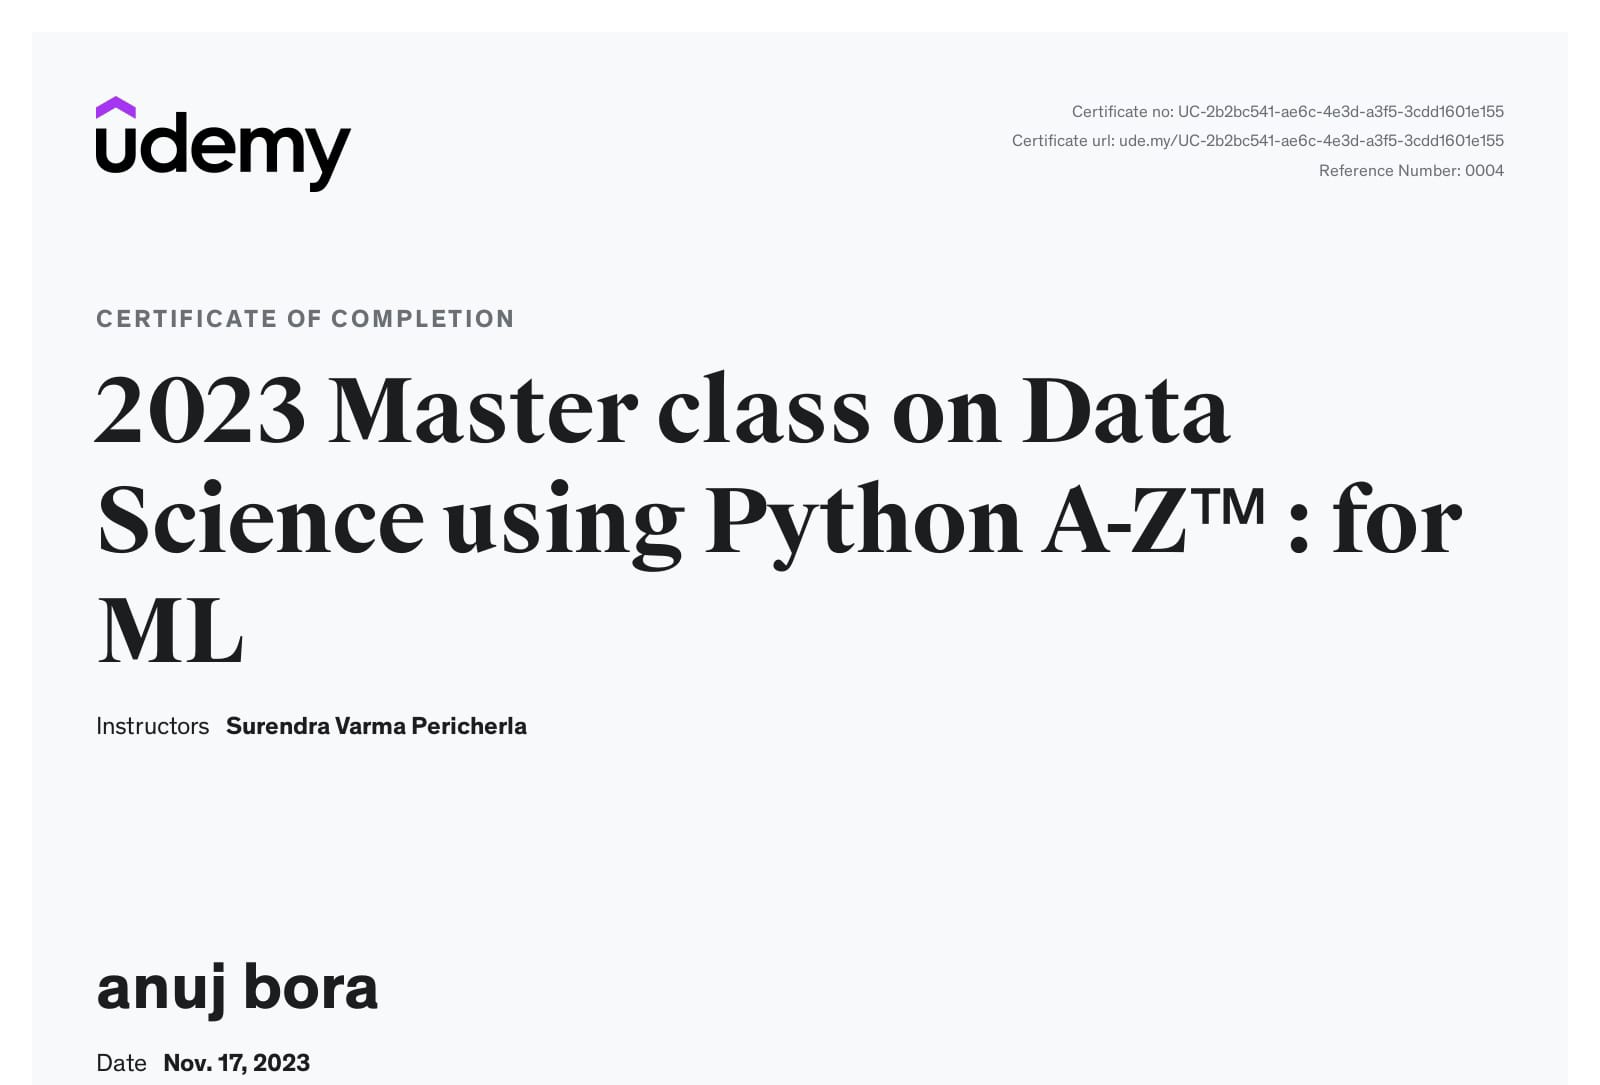 udemy
Certificate no: UC-2b2bc541-ae6c-4e3d-a3f5-3cdd1601e155
Certificate url: ude.my/UC-2b2bc541-ae6c-4e3d-a3f5-3cdd1601e155
Reference Number: 0004
CERTIFICATE OF COMPLETION
2023 Master class on Data
Science using Python A-Z™ : for
ML
Instructors Surendra Varma Pericherla
anuj bora
Date Nov. 17, 2023